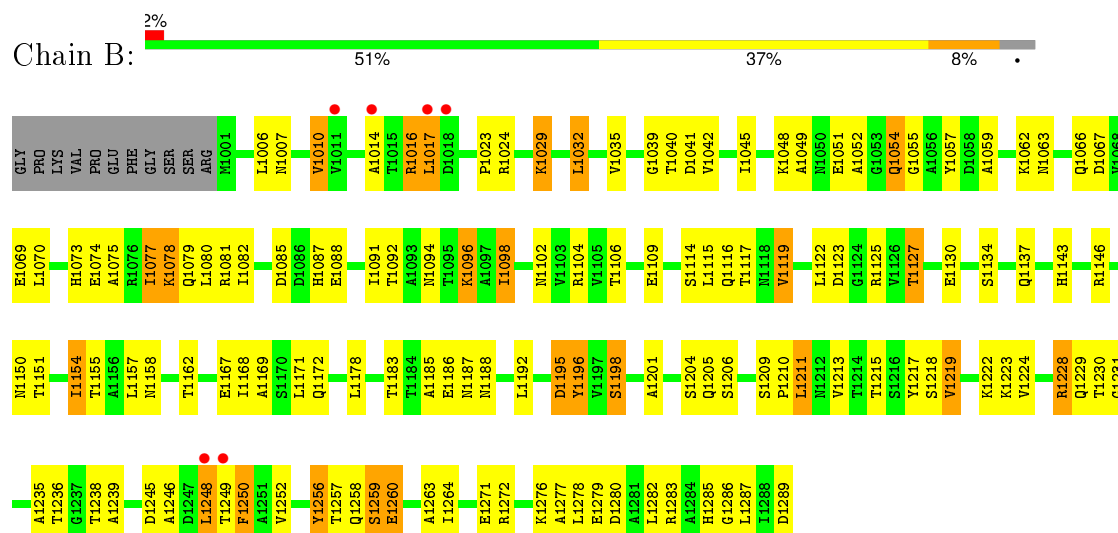 2%
Chain B:
51% 37% 8% •
GLY PRO LYS VAL PRO GLU PHE GLY SER SER ARG M1001 L1006 N1007 V1010 V1011 A1014 T1015 R1016 L1017 D1018 P1023 R1024 K1029 L1032 V1035 G1039 T1040 D1041 V1042 I1045 K1048 A1049 N1050 E1051 A1052 G1053 Q1054 G1055 A1056 Y1057 D1058 A1059 K1062 N1063 Q1066 D1067 V1068
E1069 L1070 H1073 E1074 A1075 R1076 I1077 K1078 Q1079 L1080 R1081 I1082 D1085 D1086 H1087 E1088 I1091 T1092 A1093 N1094 T1095 K1096 A1097 I1098 N1102 V1103 R1104 V1105 T1106 E1109 S1114 L1115 Q1116 T1117 N1118 V1119 L1122 D1123 G1124 R1125 V1126 T1127 E1130 S1134 Q1137 H1143 R1146
N1150 T1151 I1154 T1155 A1156 L1157 N1158 T1162 E1167 I1168 A1169 S1170 L1171 Q1172 L1178 T1183 T1184 A1185 E1186 N1187 N1188 L1192 D1195 Y1196 V1197 S1198 A1201 S1204 Q1205 S1206 S1209 P1210 L1211 N1212 V1213 T1214 T1215 S1216 Y1217 S1218 V1219 K1222 K1223 V1224 R1228 Q1229 T1230 G1231
A1235 T1236 G1237 T1238 A1239 D1245 A1246 D1247 L1248 T1249 F1250 A1251 V1252 Y1256 T1257 Q1258 S1259 E1260 A1263 I1264 E1271 R1272 K1276 A1277 L1278 E1279 D1280 A1281 L1282 R1283 A1284 H1285 G1286 L1287 I1288 D1289